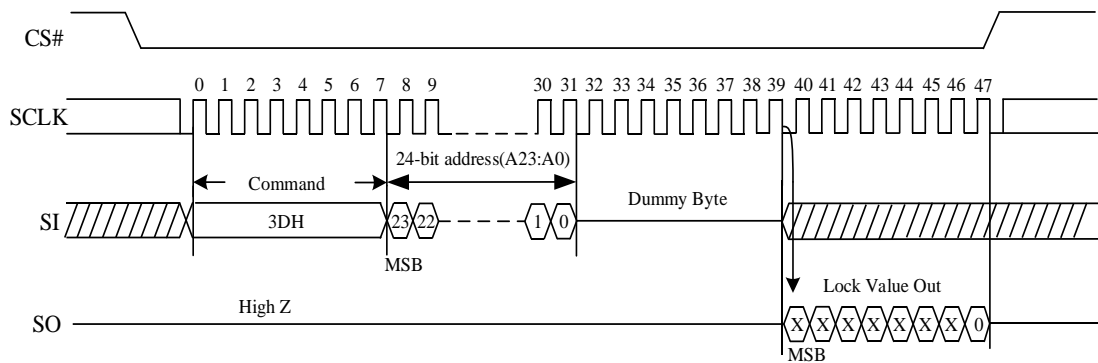 CS#
0 1 2 3 4 5 6 7 8 9 30 31 32 33 34 35 36 37 38 39 40 41 42 43 44 45 46 47
SCLK
24-bit address(A23:A0)
Command
Dummy Byte
SI
3DH 23 22 1 0
MSB
Lock Value Out
High Z
SO
X X X X X X X 0
MSB